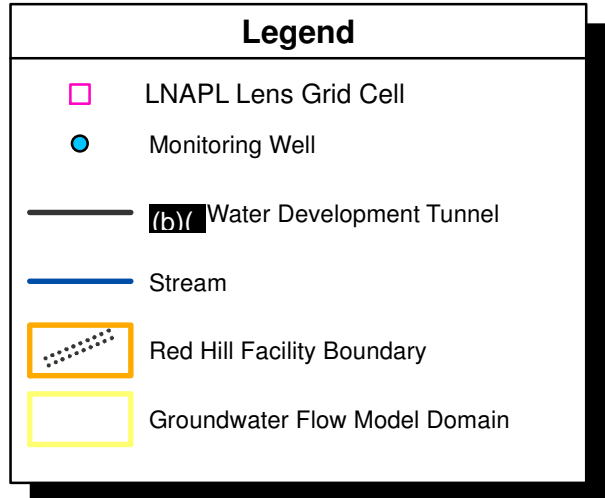 Legend
LNAPL Lens Grid Cell
Monitoring Well
(b)( Water Development Tunnel
Stream
Red Hill Facility Boundary
Groundwater Flow Model Domain